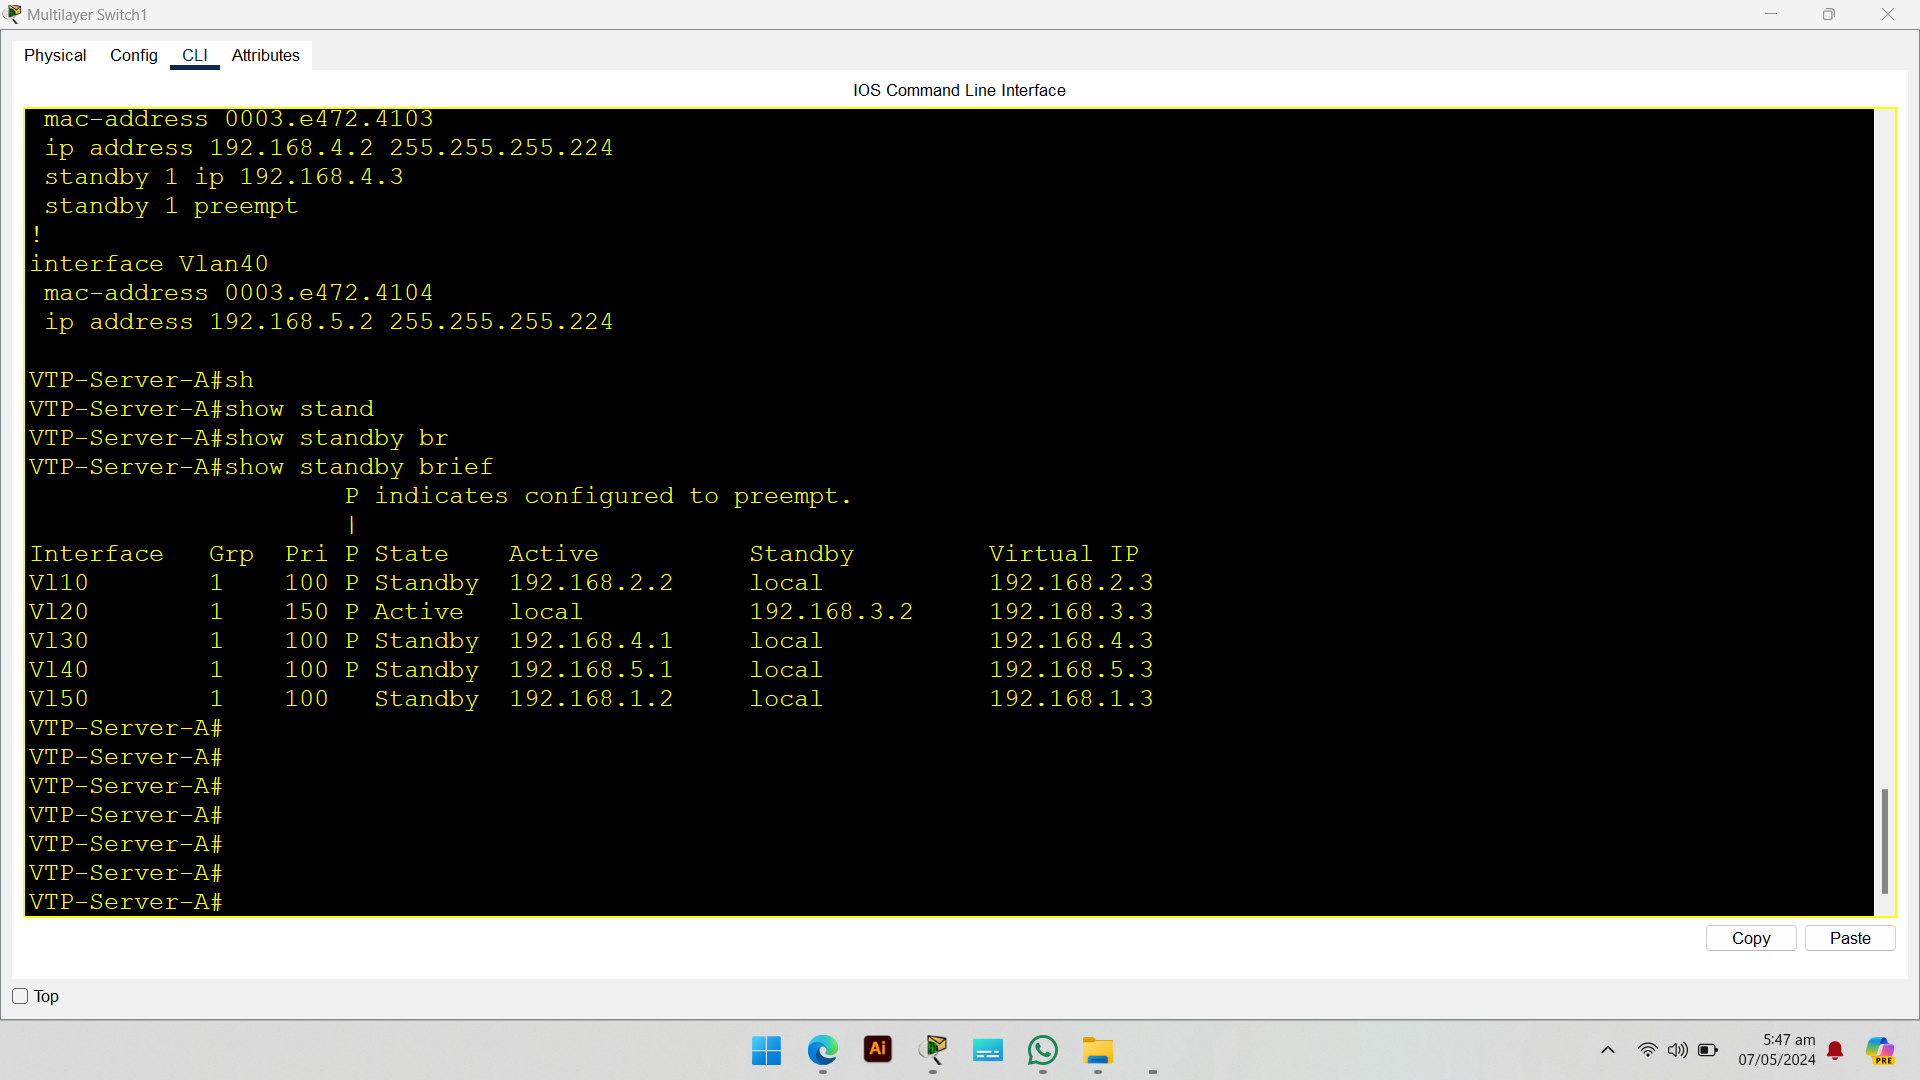 Multilayer Switch1
Physical Config CLI Attributes
IOS Command Line Interface
mac-address 0003.e472.4103
ip address 192.168.4.2 255.255.255.224
standby 1 ip 192.168.4.3
standby 1 preempt
!
interface Vlan40
mac-address 0003.e472.4104
ip address 192.168.5.2 255.255.255.224
VTP-Server-A#sh
VTP-Server-A#show stand
VTP-Server-A#show standby br
VTP-Server-A#show standby brief
P indicates configured to preempt.
|
Interface Grp Pri P State Active Standby Virtual IP
Vl10 1 100 P Standby 192.168.2.2 local 192.168.2.3
Vl20 1 150 P Active local 192.168.3.2 192.168.3.3
Vl30 1 100 P Standby 192.168.4.1 local 192.168.4.3
Vl40 1 100 P Standby 192.168.5.1 local 192.168.5.3
Vl50 1 100 Standby 192.168.1.2 local 192.168.1.3
VTP-Server-A#
VTP-Server-A#
VTP-Server-A#
VTP-Server-A#
VTP-Server-A#
VTP-Server-A#
VTP-Server-A#
Copy Paste
Top
Ai
5:47 am
07/05/2024
PRE